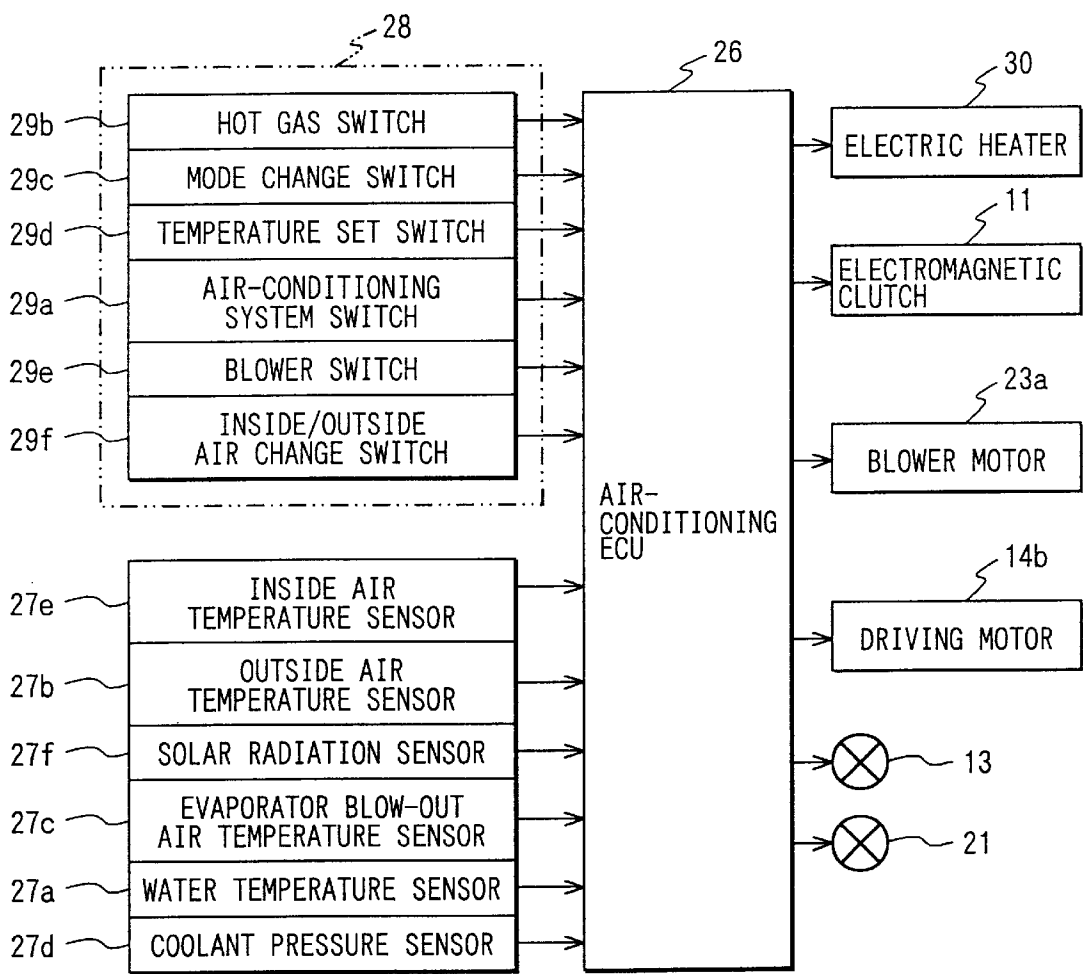 28
29b
HOT GAS SWITCH
29c
MODE CHANGE SWITCH
29d
TEMPERATURE SET SWITCH
29a
AIR-CONDITIONING
SYSTEM SWITCH
29e
BLOWER SWITCH
29f
INSIDE/OUTSIDE
AIR CHANGE SWITCH
27e
INSIDE AIR
TEMPERATURE SENSOR
27b
OUTSIDE AIR
TEMPERATURE SENSOR
27f
SOLAR RADIATION SENSOR
27c
EVAPORATOR BLOW-OUT
AIR TEMPERATURE SENSOR
27a
WATER TEMPERATURE SENSOR
27d
COOLANT PRESSURE SENSOR
26
AIR-
CONDITIONING
ECU
30
ELECTRIC HEATER
11
ELECTROMAGNETIC
CLUTCH
23a
BLOWER MOTOR
14b
DRIVING MOTOR
13
21